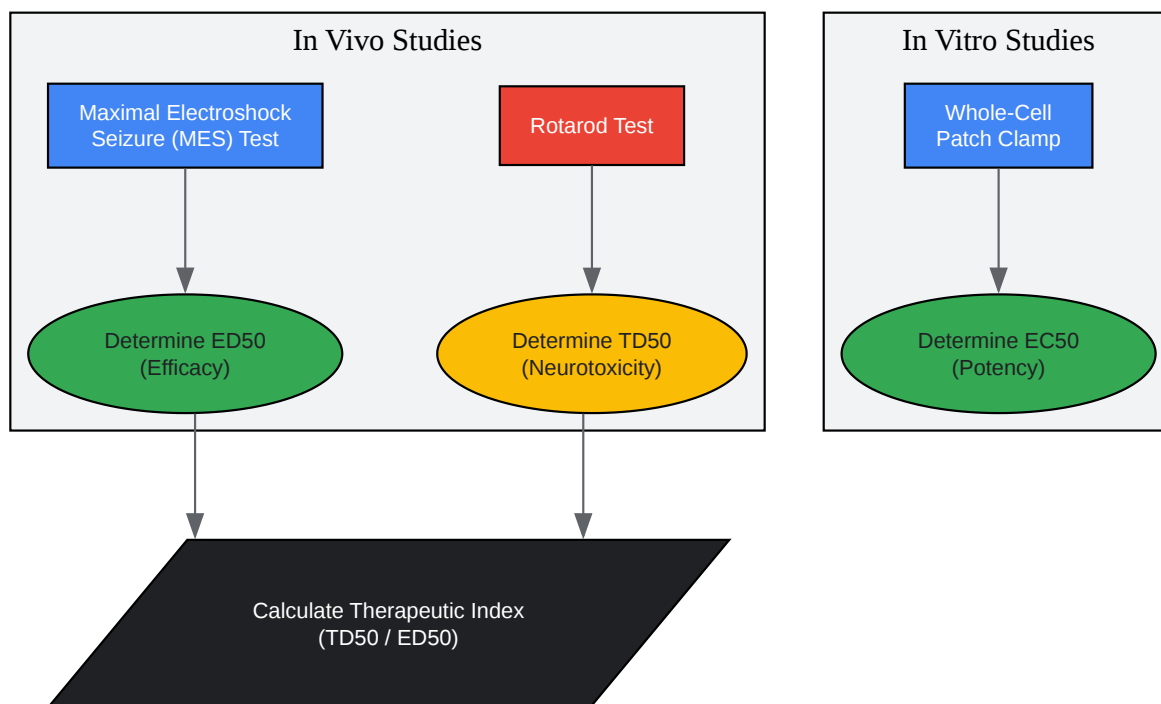 In Vivo Studies
Maximal Electroshock
Seizure (MES) Test
Rotarod Test
Determine ED50
(Efficacy)
Determine TD50
(Neurotoxicity)
Calculate Therapeutic Index
(TD50 / ED50)
In Vitro Studies
Whole-Cell
Patch Clamp
Determine EC50
(Potency)